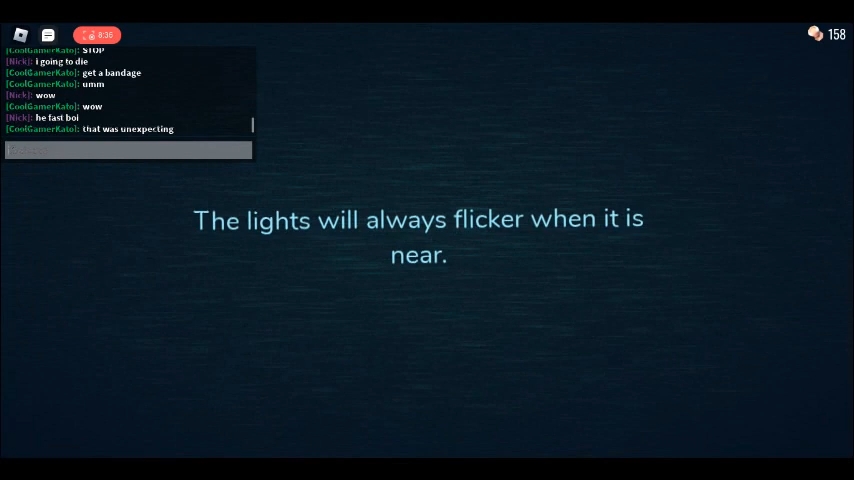 8:36
158
[CoolGamerKato]: STOP
[Nick]: i going to die
[CoolGamerKato]: get a bandage
[CoolGamerKato]: umm
[Nick]: wow
[CoolGamerKato]: wow
[Nick]: he fast boi
[CoolGamerKato]: that was unexpecting
The lights will always flicker when it is
near.